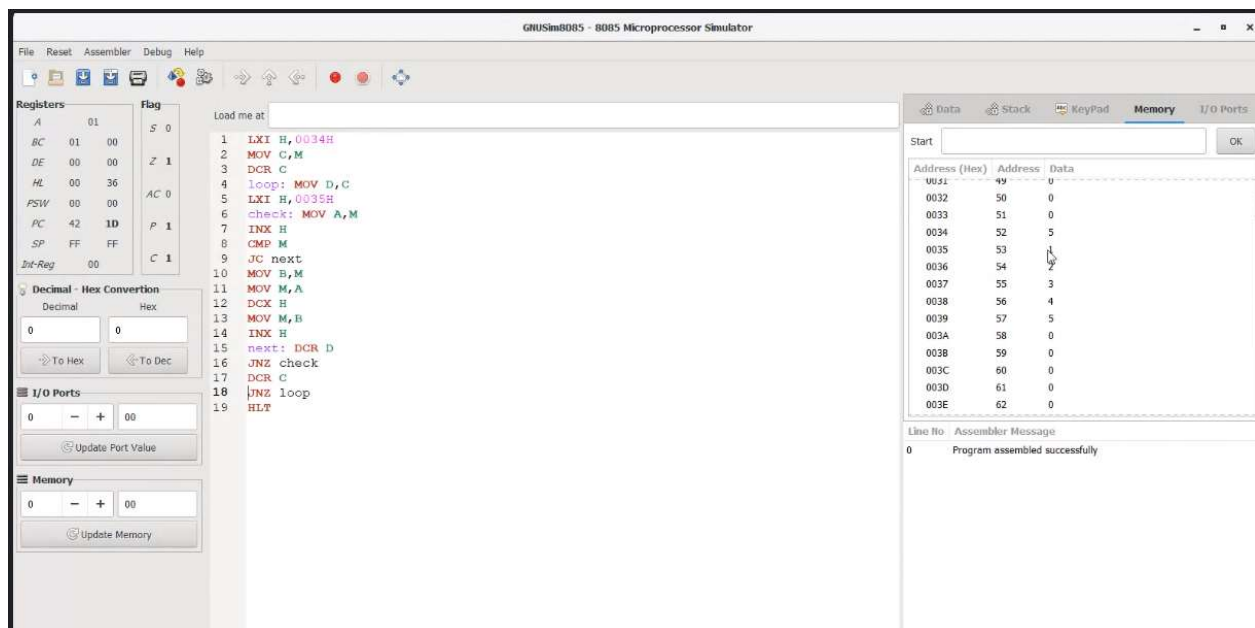 GNUSim8085 - 8085 Microprocessor Simulator
File Reset Assembler Debug Help
Registers
A 01
BC 01 00
DE 00 00
HL 00 36
PSW 00 00
PC 42 1D
SP FF FF
Int-Reg 00
Flag
S 0
Z 1
AC 0
P 1
C 1
Decimal - Hex Convertion
Decimal Hex
0 0
To Hex To Dec
I/O Ports
0 - + 00
Update Port Value
Memory
0 - + 00
Update Memory
Load me at
1 LXI H,0034H
2 MOV C,M
3 DCR C
4 loop: MOV D,C
5 LXI H,0035H
6 check: MOV A,M
7 INX H
8 CMP M
9 JC next
10 MOV B,M
11 MOV M,A
12 DCX H
13 MOV M,B
14 INX H
15 next: DCR D
16 JNZ check
17 DCR C
18 JNZ loop
19 HLT
Data Stack KeyPad Memory I/O Ports
Start OK
Address (Hex) Address Data
0031 49 0
0032 50 0
0033 51 0
0034 52 5
0035 53 1
0036 54 2
0037 55 3
0038 56 4
0039 57 5
003A 58 0
003B 59 0
003C 60 0
003D 61 0
003E 62 0
Line No Assembler Message
0 Program assembled successfully